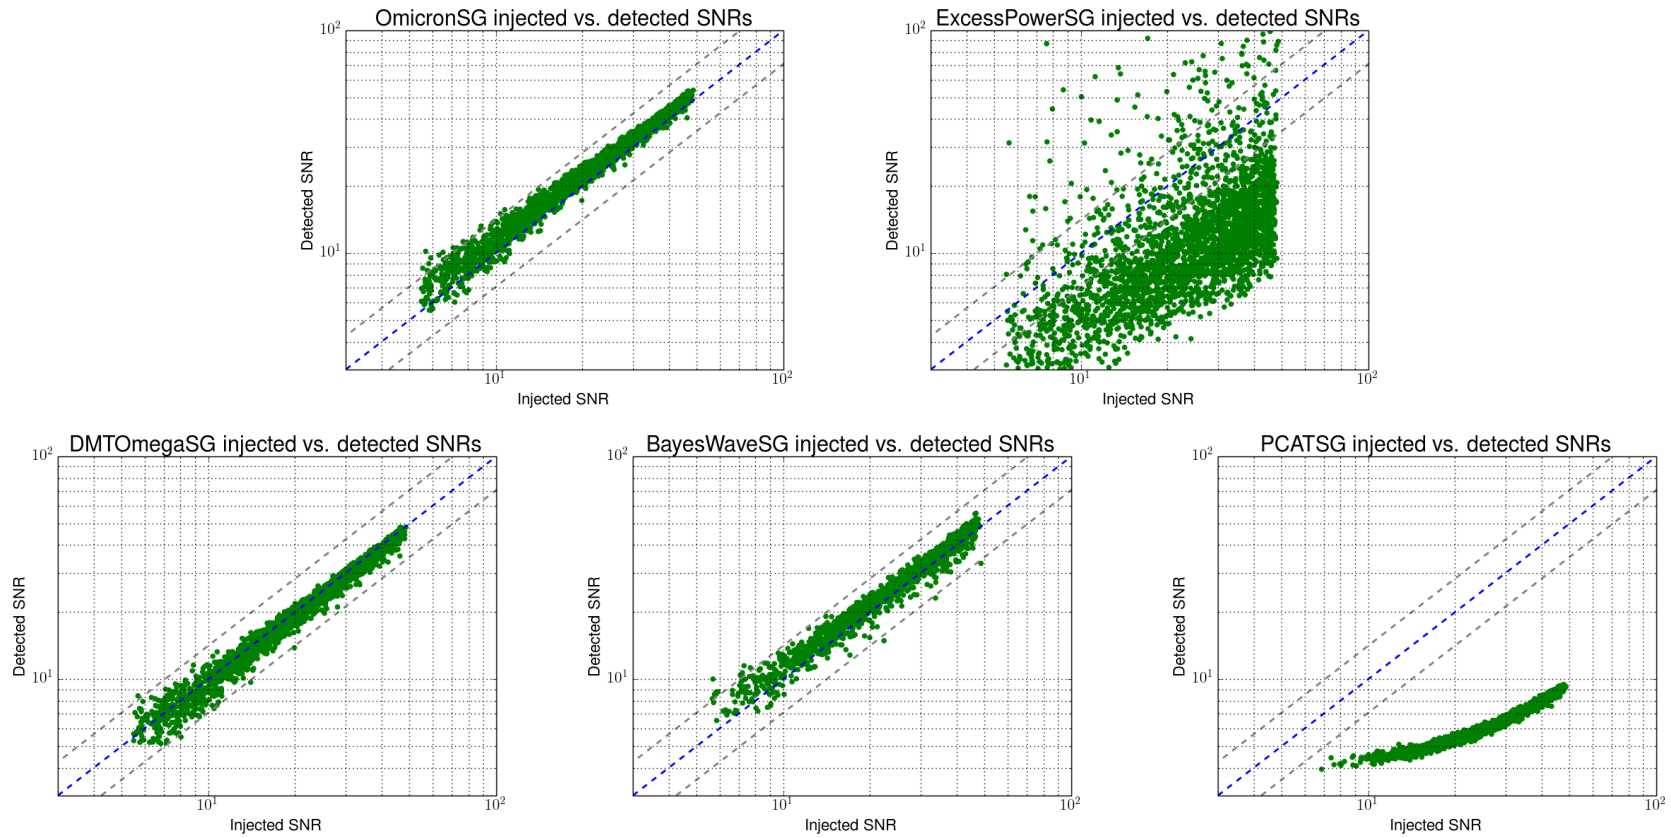 OmicronSG injected vs. detected SNRs
10²
Detected SNR
10¹
10¹
10²
Injected SNR
ExcessPowerSG injected vs. detected SNRs
10²
Detected SNR
10¹
10¹
10²
Injected SNR
DMTOmegaSG injected vs. detected SNRs
10²
Detected SNR
10¹
10¹
10²
Injected SNR
BayesWaveSG injected vs. detected SNRs
10²
Detected SNR
10¹
10¹
10²
Injected SNR
PCATSG injected vs. detected SNRs
10²
Detected SNR
10¹
10¹
10²
Injected SNR